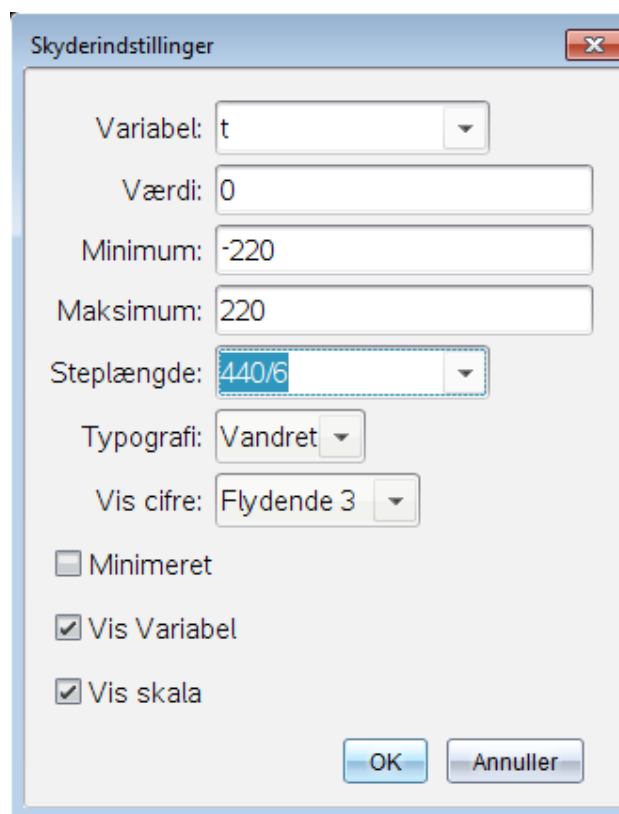 Skyderindstillinger
Variabel: t
Værdi: 0
Minimum: -220
Maksimum: 220
Steplængde: 440/6
Typografi: Vandret
Vis cifre: Flydende 3
Minimeret
Vis Variabel
Vis skala
OK Annuller